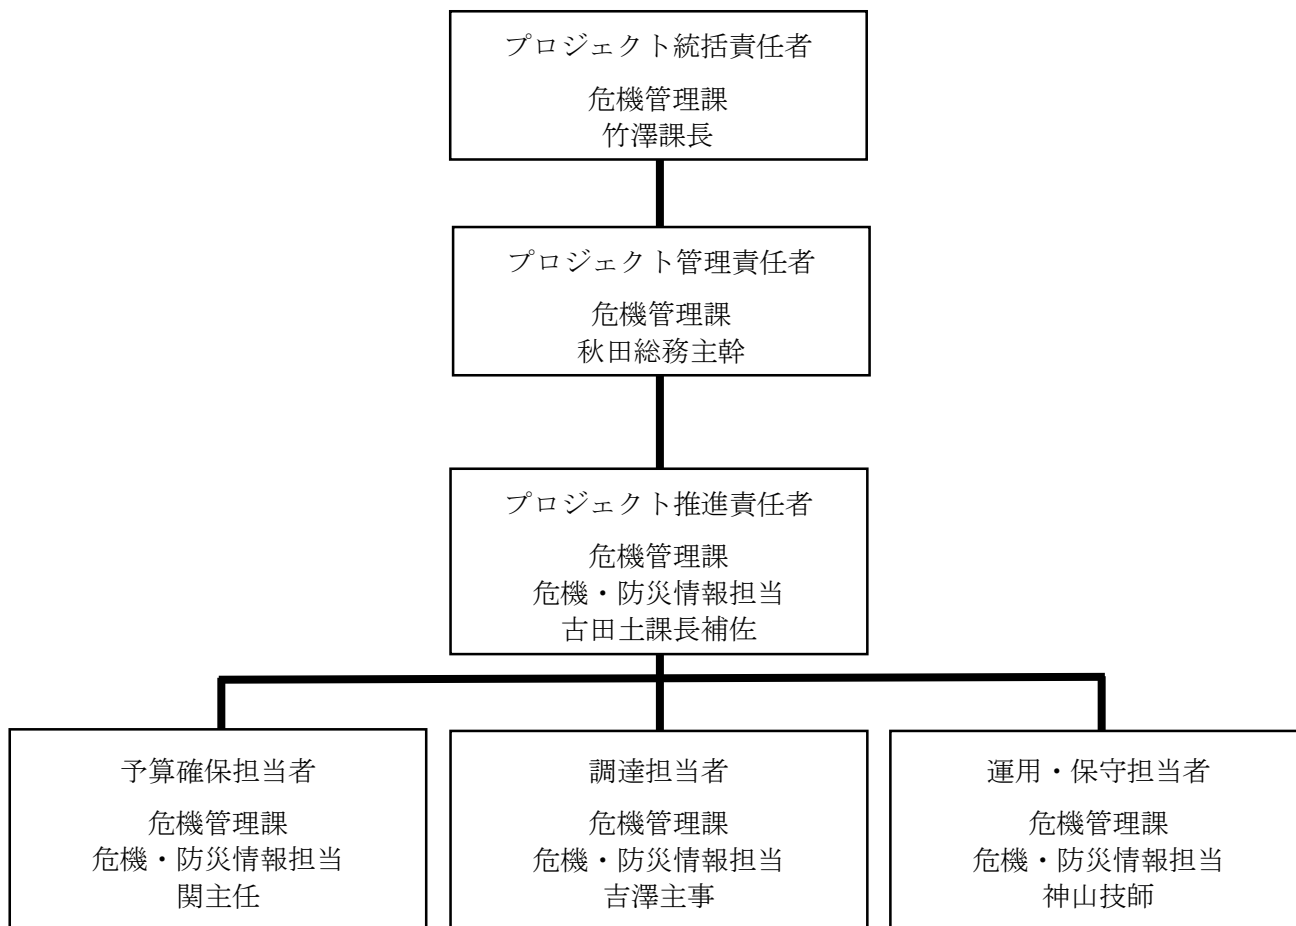 プロジェクト統括責任者
危機管理課
竹澤課長
プロジェクト管理責任者
危機管理課
秋田総務主幹
プロジェクト推進責任者
危機管理課
危機・防災情報担当
古田土課長補佐
予算確保担当者
危機管理課
危機・防災情報担当
関主任
調達担当者
危機管理課
危機・防災情報担当
吉澤主事
運用・保守担当者
危機管理課
危機・防災情報担当
神山技師